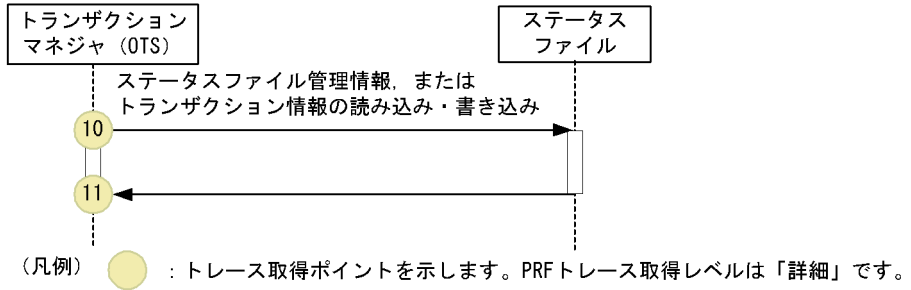 トランザクション
マネジャ（OTS）
ステータス
ファイル
ステータスファイル管理情報，または
トランザクション情報の読み込み・書き込み
10
11
（凡例）
：トレース取得ポイントを示します。PRFトレース取得レベルは「詳細」です。